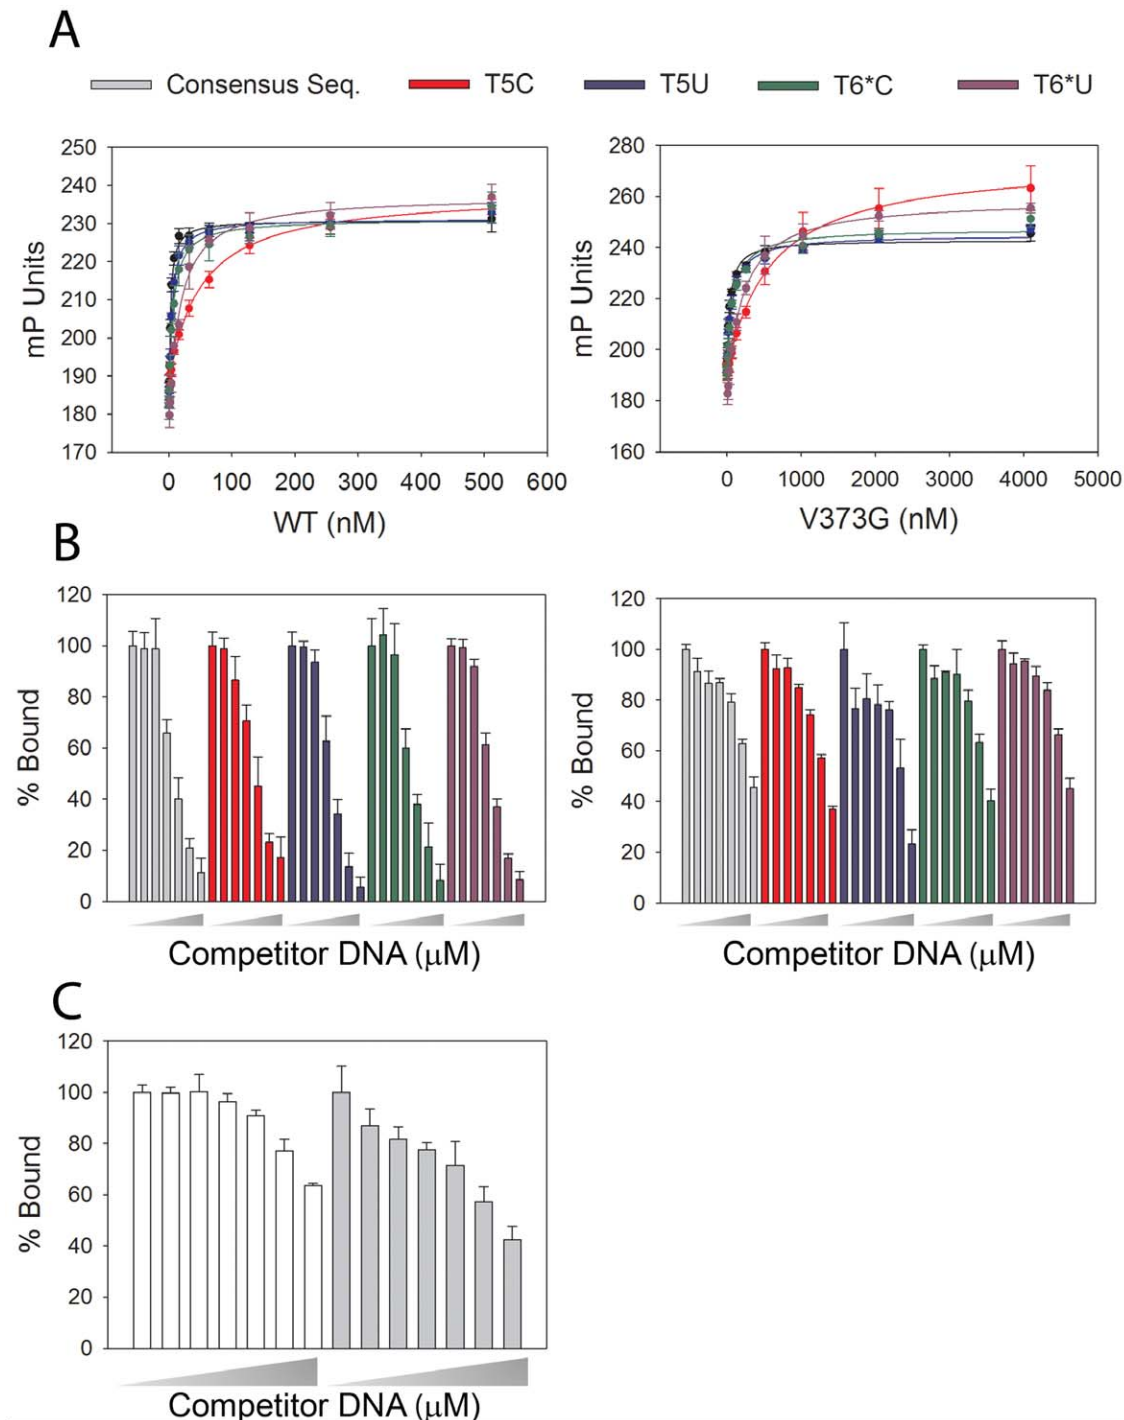 A
Consensus Seq. T5C T5U T6*C T6*U
250
240
230
220
210
200
190
180
170
mP Units
0 100 200 300 400 500 600
WT (nM)
280
260
240
220
200
180
160
mP Units
0 1000 2000 3000 4000 5000
V373G (nM)
B
120
100
80
60
40
20
0
% Bound
Competitor DNA (μM)
120
100
80
60
40
20
0
% Bound
Competitor DNA (μM)
C
120
100
80
60
40
20
0
% Bound
Competitor DNA (μM)